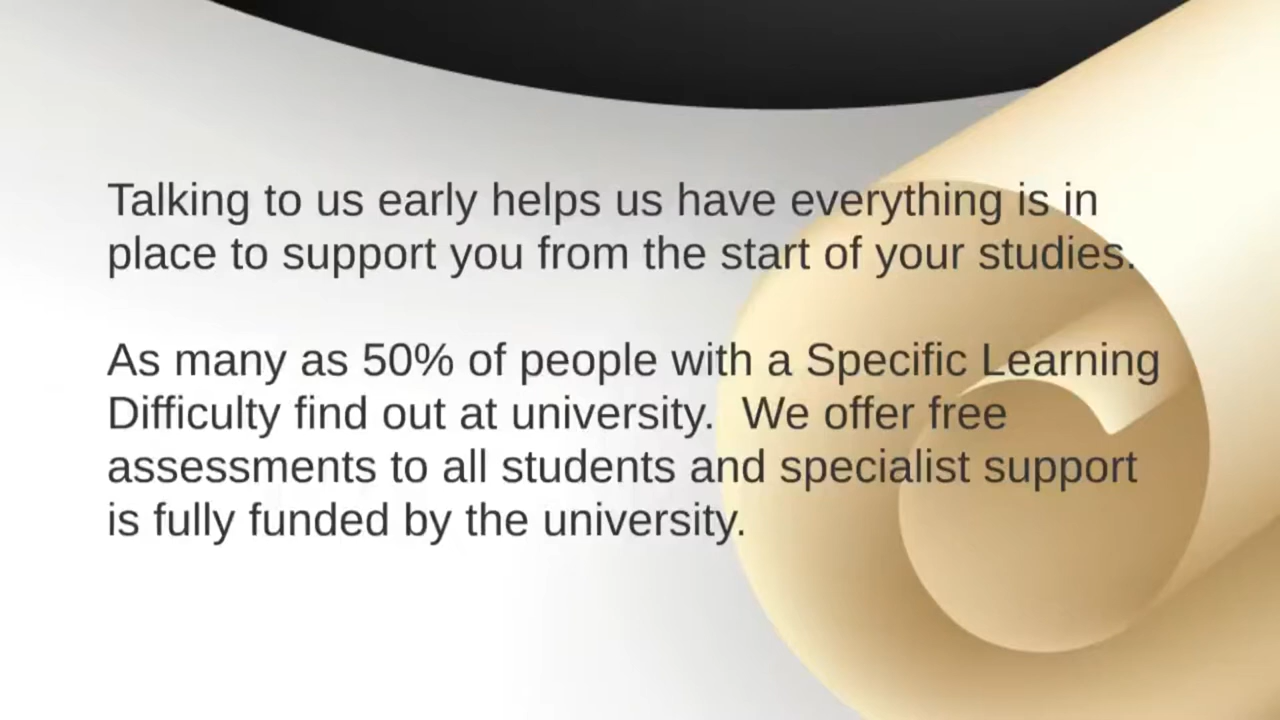 Talking to us early helps us have everything is in
place to support you from the start of your studies.
As many as 50% of people with a Specific Learning
Difficulty find out at university.  We offer free
assessments to all students and specialist support
is fully funded by the university.